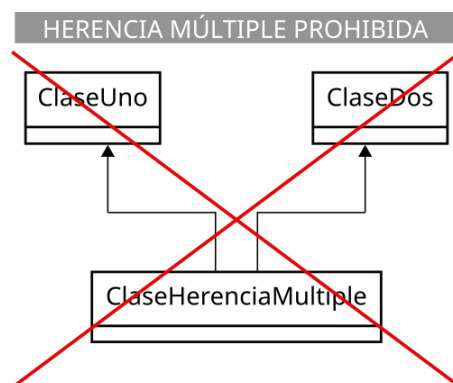 HERENCIA MÚLTIPLE PROHIBIDA
ClaseUno
ClaseDos
ClaseHerenciaMultiple